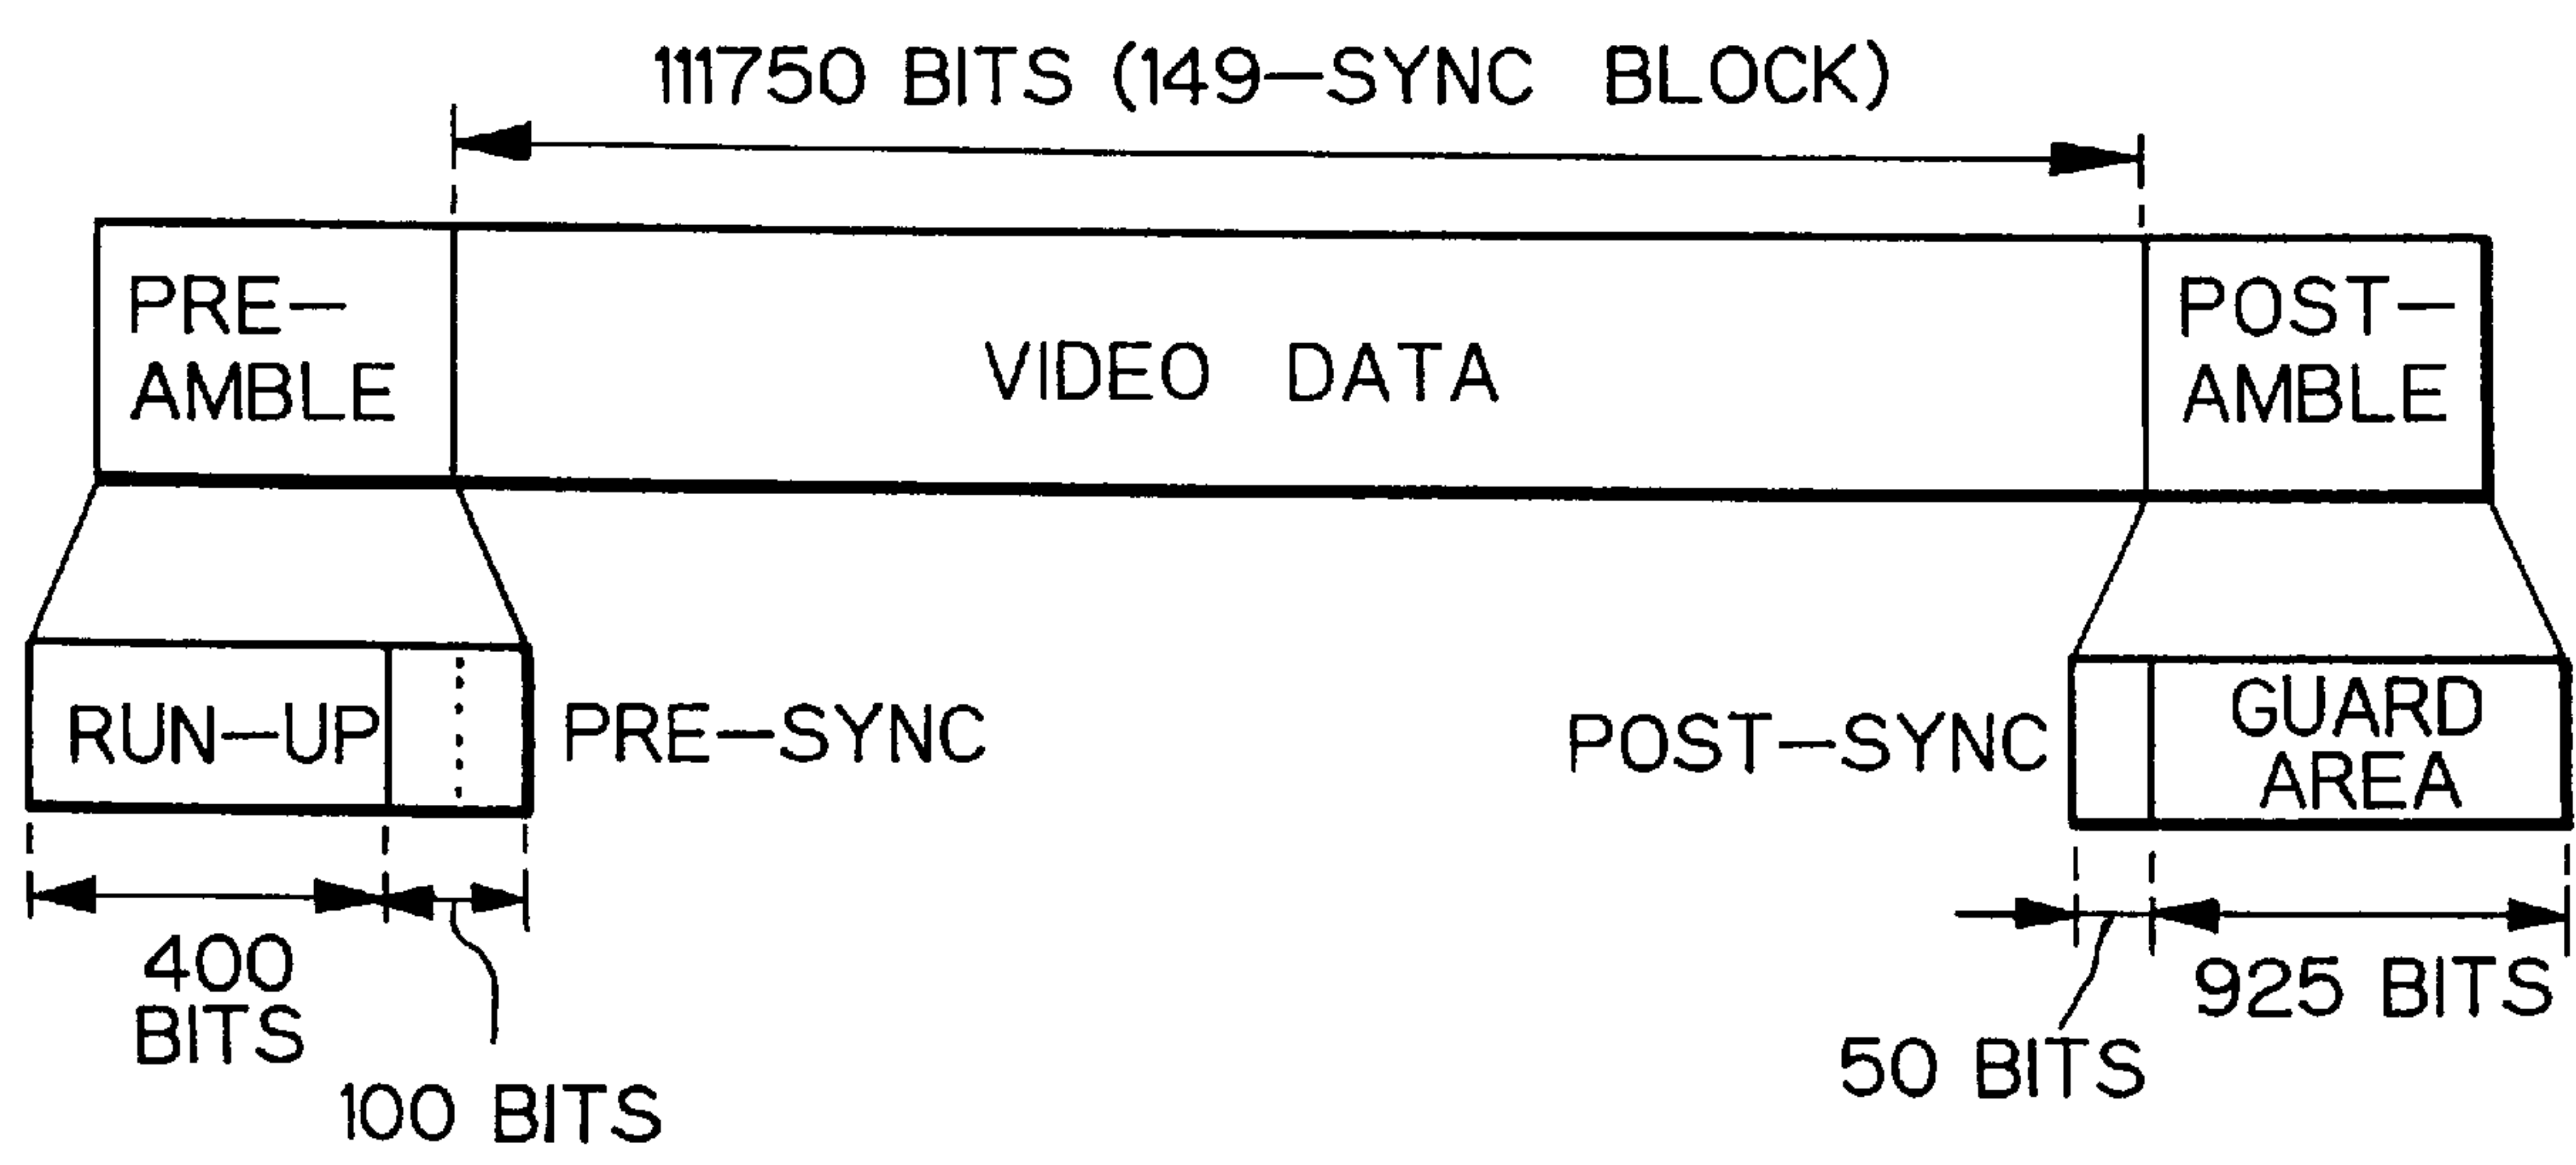 111750 BITS (149-SYNC BLOCK)
PRE-
AMBLE
VIDEO DATA
POST-
AMBLE
RUN-UP
PRE-SYNC
POST-SYNC
GUARD
AREA
400
BITS
100 BITS
50 BITS
925 BITS